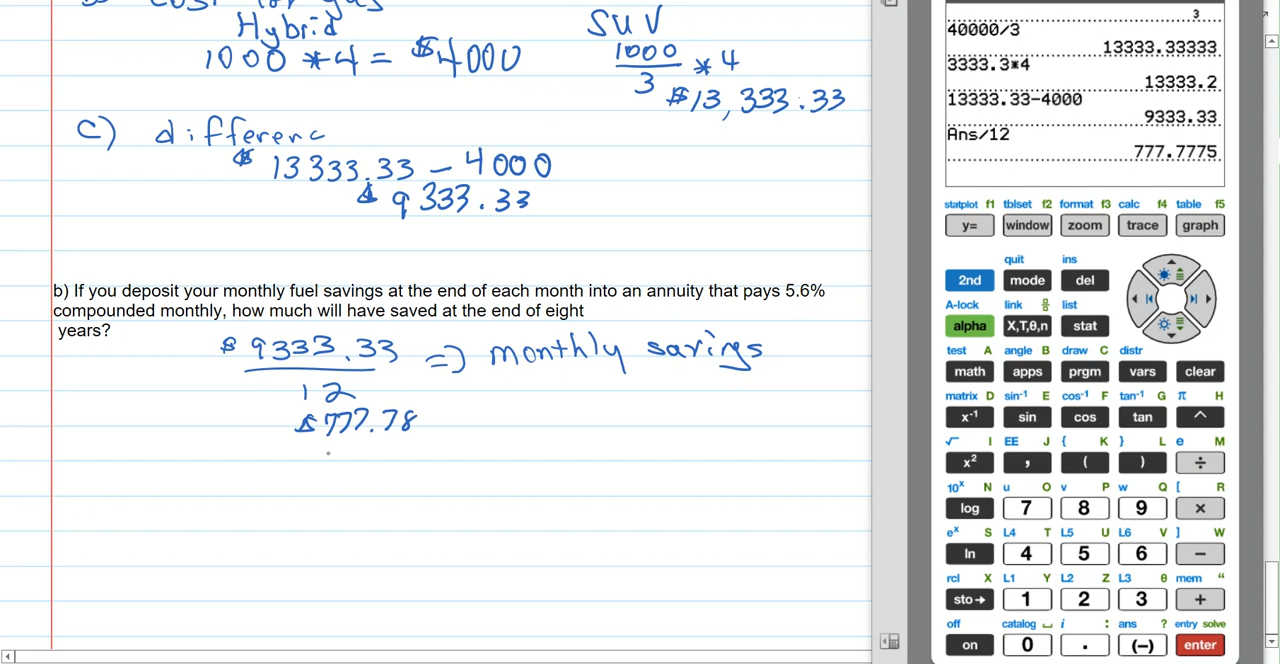 Hybrid
1000 * 4 = $4000
SUV
1000
3
* 4
$13,333.33
c) differenc
$ 13333.33 - 4000
$ 9333.33
b) If you deposit your monthly fuel savings at the end of each month into an annuity that pays 5.6%
compounded monthly, how much will have saved at the end of eight
years?
$ 9333.33 => monthly savings
12
$777.78
3
40000/3
13333.33333
3333.3*4
13333.2
13333.33-4000
9333.33
Ans/12
777.7775
statplot f1 tblset f2 format f3 calc f4 table f5
y= window zoom trace graph
quit ins
2nd mode del
A-lock link list
alpha X,T,θ,n stat
test A angle B draw C distr
math apps prgm vars clear
matrix D sin⁻¹ E cos⁻¹ F tan⁻¹ G π H
x⁻¹ sin cos tan ^
√ I EE J { K } L e M
x² , ( ) ÷
10ˣ N u O v P w Q [ R
log 7 8 9 ×
eˣ S L4 T L5 U L6 V ] W
ln 4 5 6 −
rcl X L1 Y L2 Z L3 θ mem "
sto→ 1 2 3 +
off catalog ⎵ i : ans ? entry solve
on 0 . (−) enter